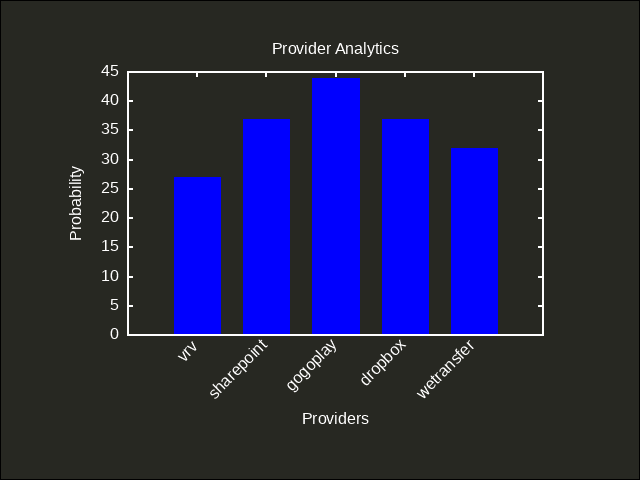 Provider Analytics
45
40
35
30
25
20
15
10
5
0
Probability
vrv
sharepoint
gogoplay
dropbox
wetransfer
Providers